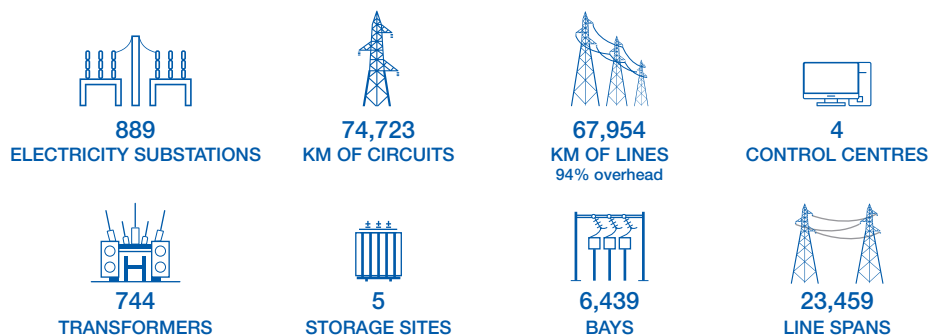 889
ELECTRICITY SUBSTATIONS
74,723
KM OF CIRCUITS
67,954
KM OF LINES
94% overhead
4
CONTROL CENTRES
744
TRANSFORMERS
5
STORAGE SITES
6,439
BAYS
23,459
LINE SPANS